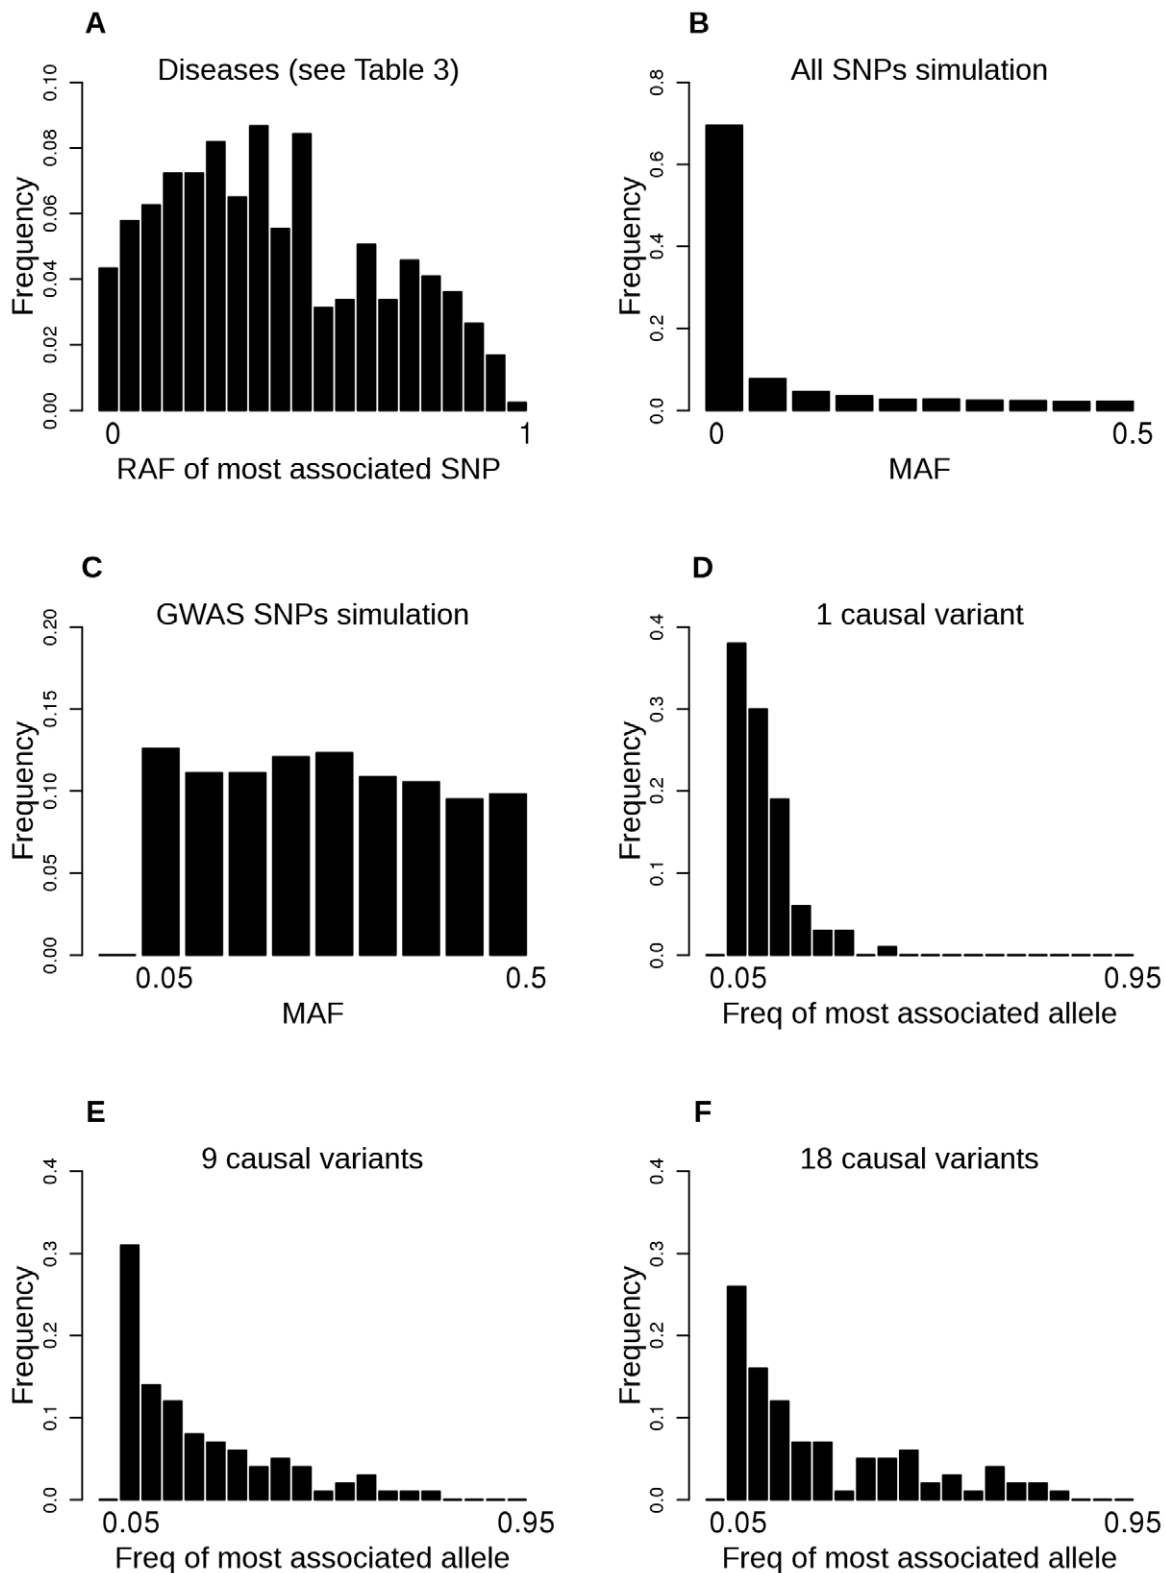 A
Diseases (see Table 3)
Frequency
0.00 0.02 0.04 0.06 0.08 0.10
0 1
RAF of most associated SNP
B
All SNPs simulation
Frequency
0.0 0.2 0.4 0.6 0.8
0 0.5
MAF
C
GWAS SNPs simulation
Frequency
0.00 0.05 0.10 0.15 0.20
0.05 0.5
MAF
D
1 causal variant
Frequency
0.0 0.1 0.2 0.3 0.4
0.05 0.95
Freq of most associated allele
E
9 causal variants
Frequency
0.0 0.1 0.2 0.3 0.4
0.05 0.95
Freq of most associated allele
F
18 causal variants
Frequency
0.0 0.1 0.2 0.3 0.4
0.05 0.95
Freq of most associated allele